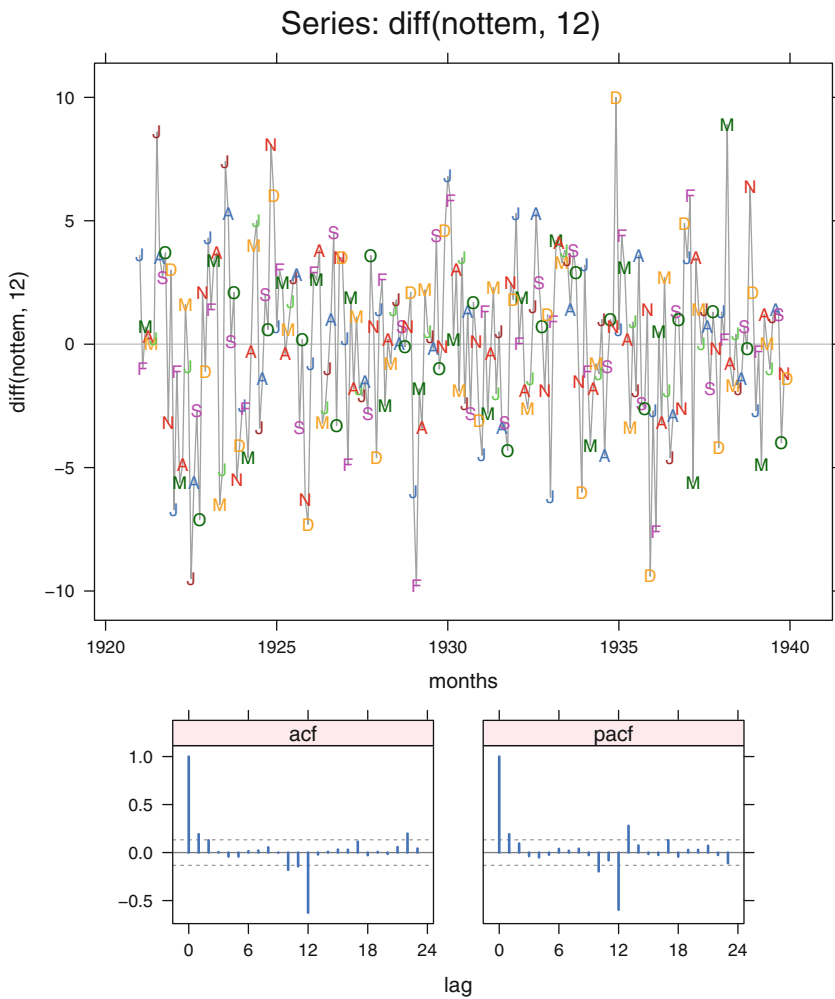 Series: diff(nottem, 12)
10
5
0
−5
−10
diff(nottem, 12)
1920 1925 1930 1935 1940
months
acf pacf
1.0
0.5
0.0
−0.5
0 6 12 18 24 0 6 12 18 24
lag